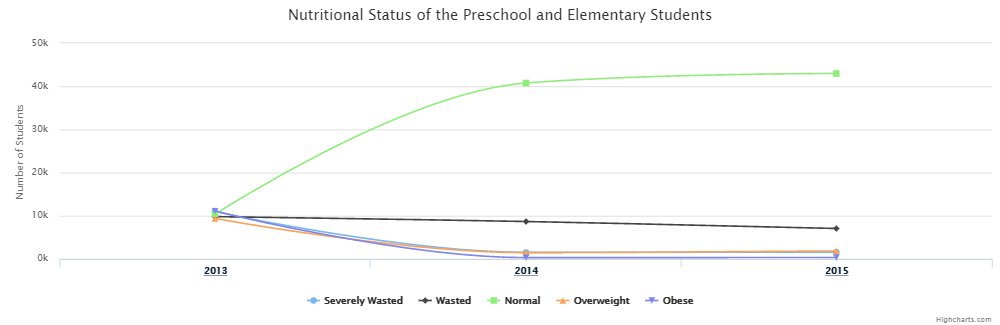 Nutritional Status of the Preschool and Elementary Students
Number of Students
50k
40k
30k
20k
10k
0k
2013 2014 2015
Severely Wasted Wasted Normal Overweight Obese
Highcharts.com